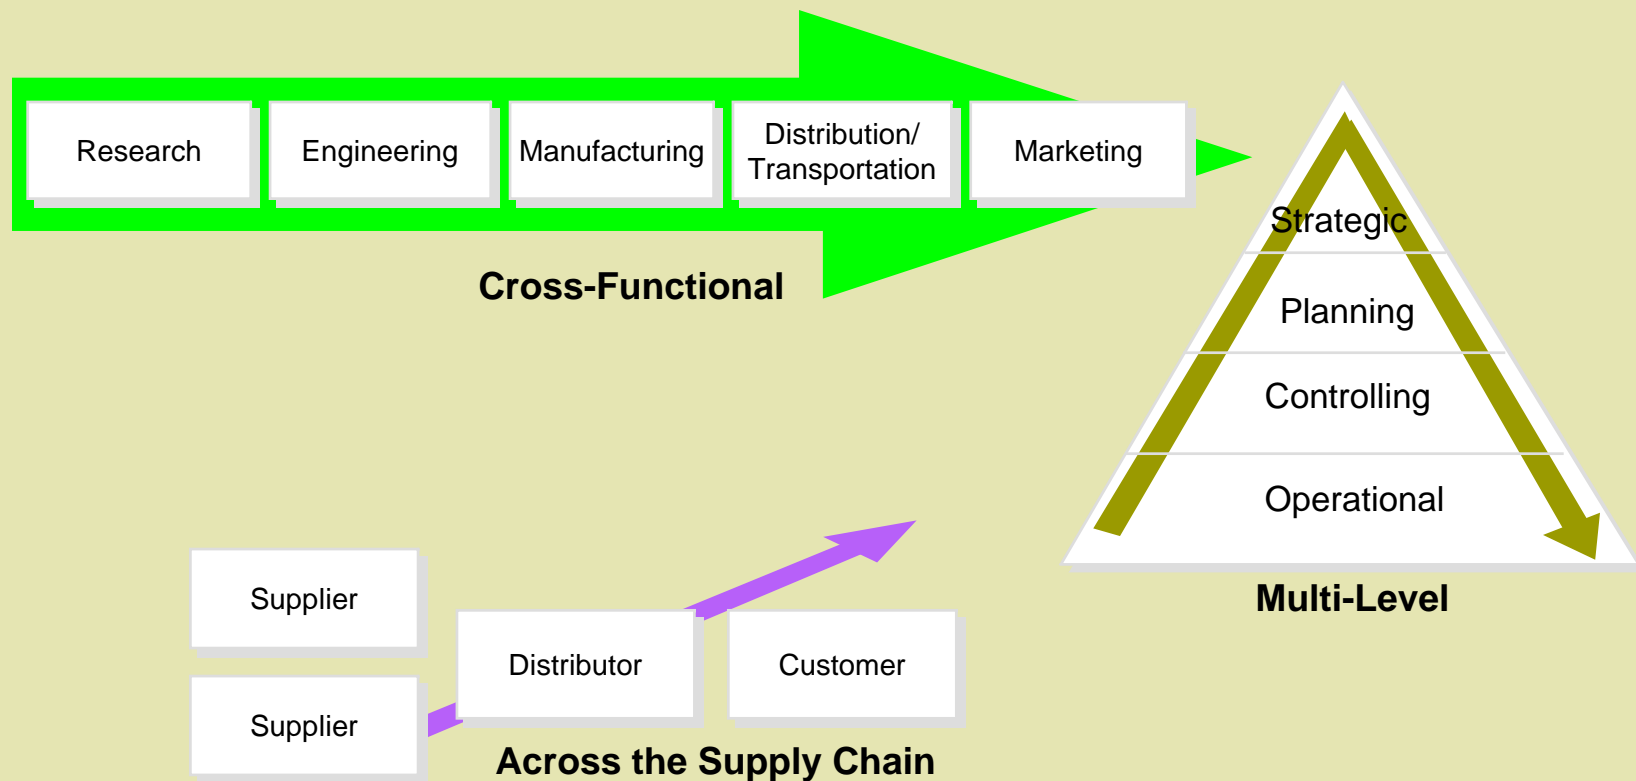 Research
Engineering
Manufacturing
Distribution/
Transportation
Marketing
Cross-Functional
Strategic
Planning
Controlling
Operational
Multi-Level
Supplier
Supplier
Distributor
Customer
Across the Supply Chain